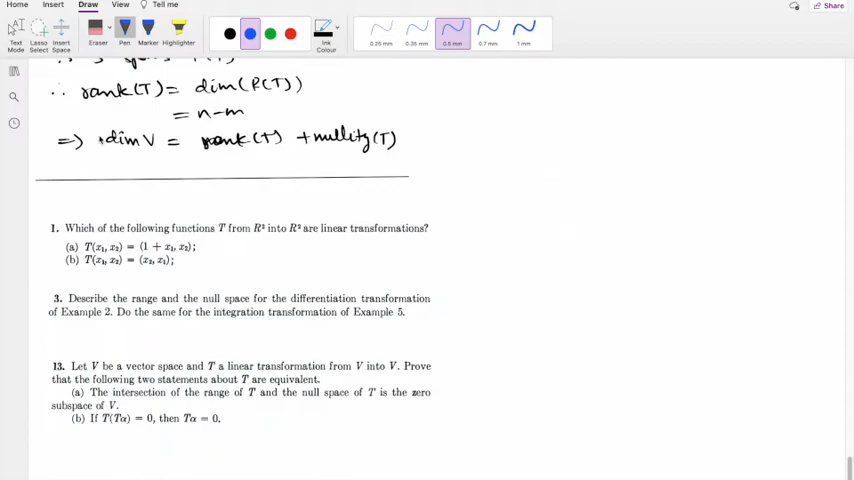 Home Insert Draw View Tell me
Share
Text Mode
Lasso Select
Insert Space
Eraser
Pen
Marker
Highlighter
Ink Colour
0.25 mm
0.35 mm
0.5 mm
0.7 mm
1 mm
∴ rank(T) = dim(R(T))
= n-m
=> dim V = rank(T) + nullity(T)
1. Which of the following functions T from R² into R² are linear transformations?
(a) T(x₁, x₂) = (1 + x₁, x₂);
(b) T(x₁, x₂) = (x₂, x₁);
3. Describe the range and the null space for the differentiation transformation
of Example 2. Do the same for the integration transformation of Example 5.
13. Let V be a vector space and T a linear transformation from V into V. Prove
that the following two statements about T are equivalent.
(a) The intersection of the range of T and the null space of T is the zero
subspace of V.
(b) If T(Tα) = 0, then Tα = 0.